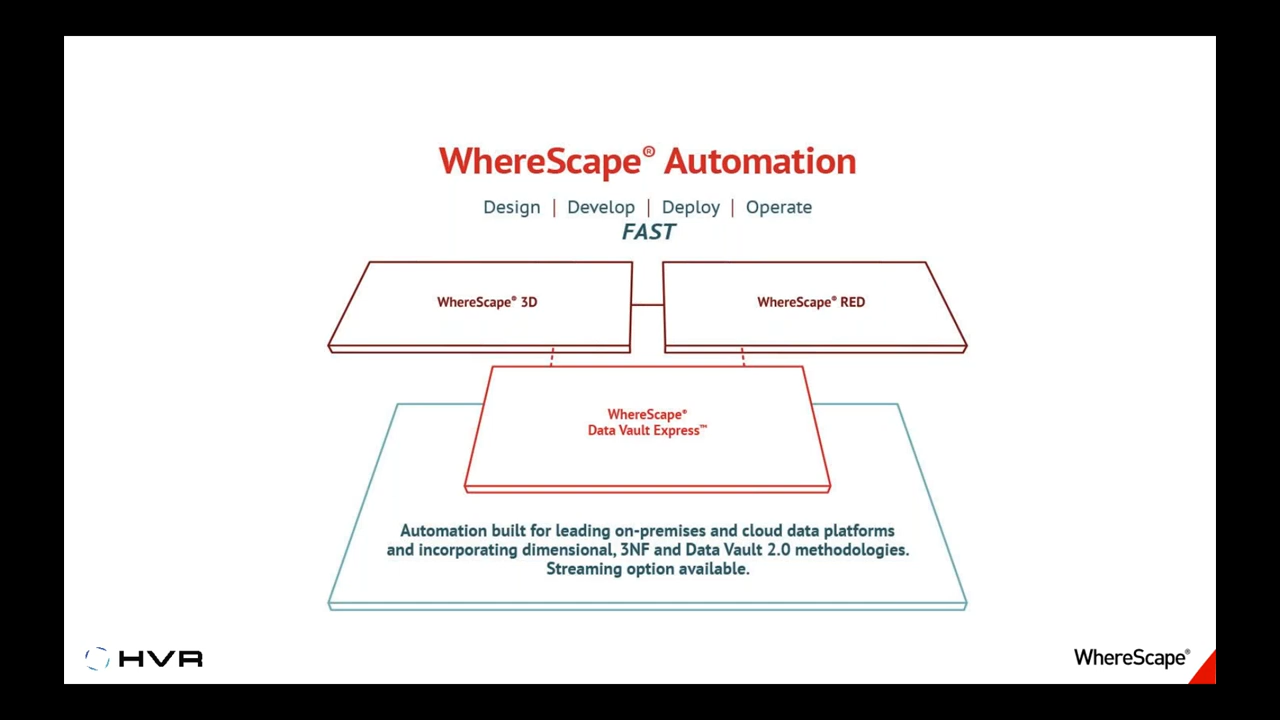 WhereScape® Automation
Design | Develop | Deploy | Operate
FAST
WhereScape® 3D
WhereScape® RED
WhereScape®
Data Vault Express™
Automation built for leading on-premises and cloud data platforms
and incorporating dimensional, 3NF and Data Vault 2.0 methodologies.
Streaming option available.
HVR
WhereScape®